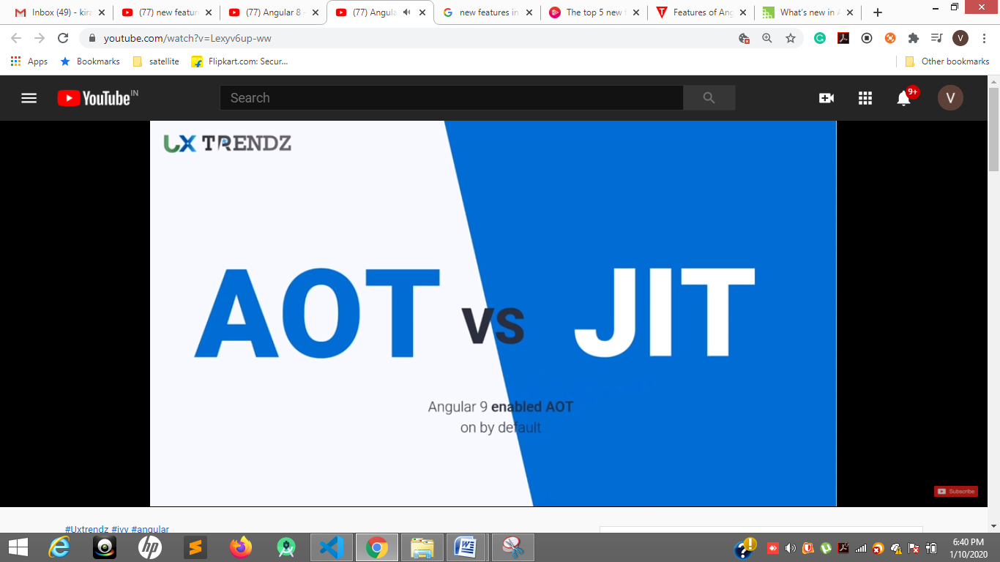 Inbox (49) - kira
(77) new feature
(77) Angular 8 -
(77) Angula
new features in
The top 5 new f
Features of Ang
What's new in A
youtube.com/watch?v=Lexyv6up-ww
V
Apps
Bookmarks
satellite
Flipkart.com: Secur...
Other bookmarks
YouTube IN
Search
9+
V
UX TRENDZ
AOT vs JIT
Angular 9 enabled AOT
on by default
Subscribe
#Uxtrendz #ivy #angular
6:40 PM
1/10/2020